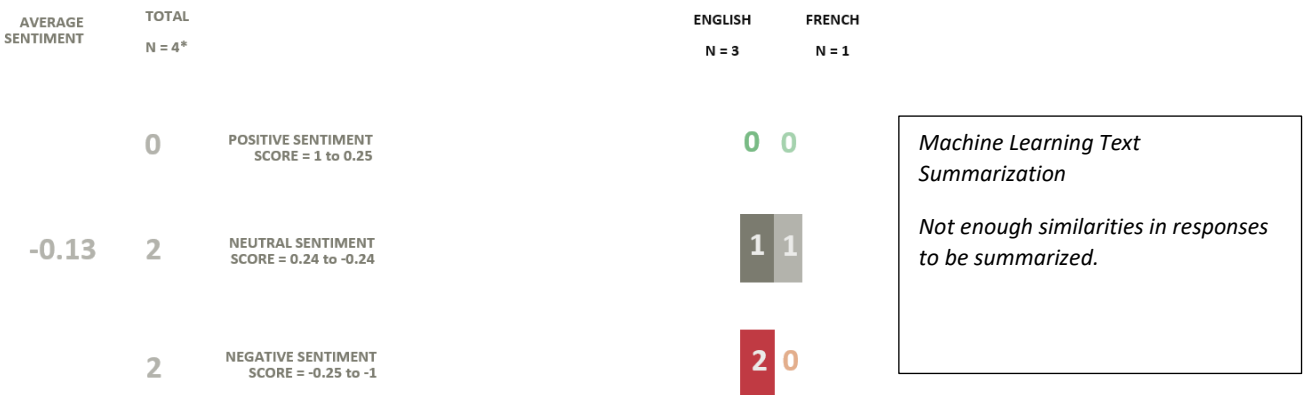 AVERAGE
SENTIMENT
TOTAL
N = 4*
ENGLISH
N = 3
FRENCH
N = 1
0
POSITIVE SENTIMENT
SCORE = 1 to 0.25
0 0
-0.13
2
NEUTRAL SENTIMENT
SCORE = 0.24 to -0.24
1 1
2
NEGATIVE SENTIMENT
SCORE = -0.25 to -1
2 0
Machine Learning Text
Summarization
Not enough similarities in responses
to be summarized.